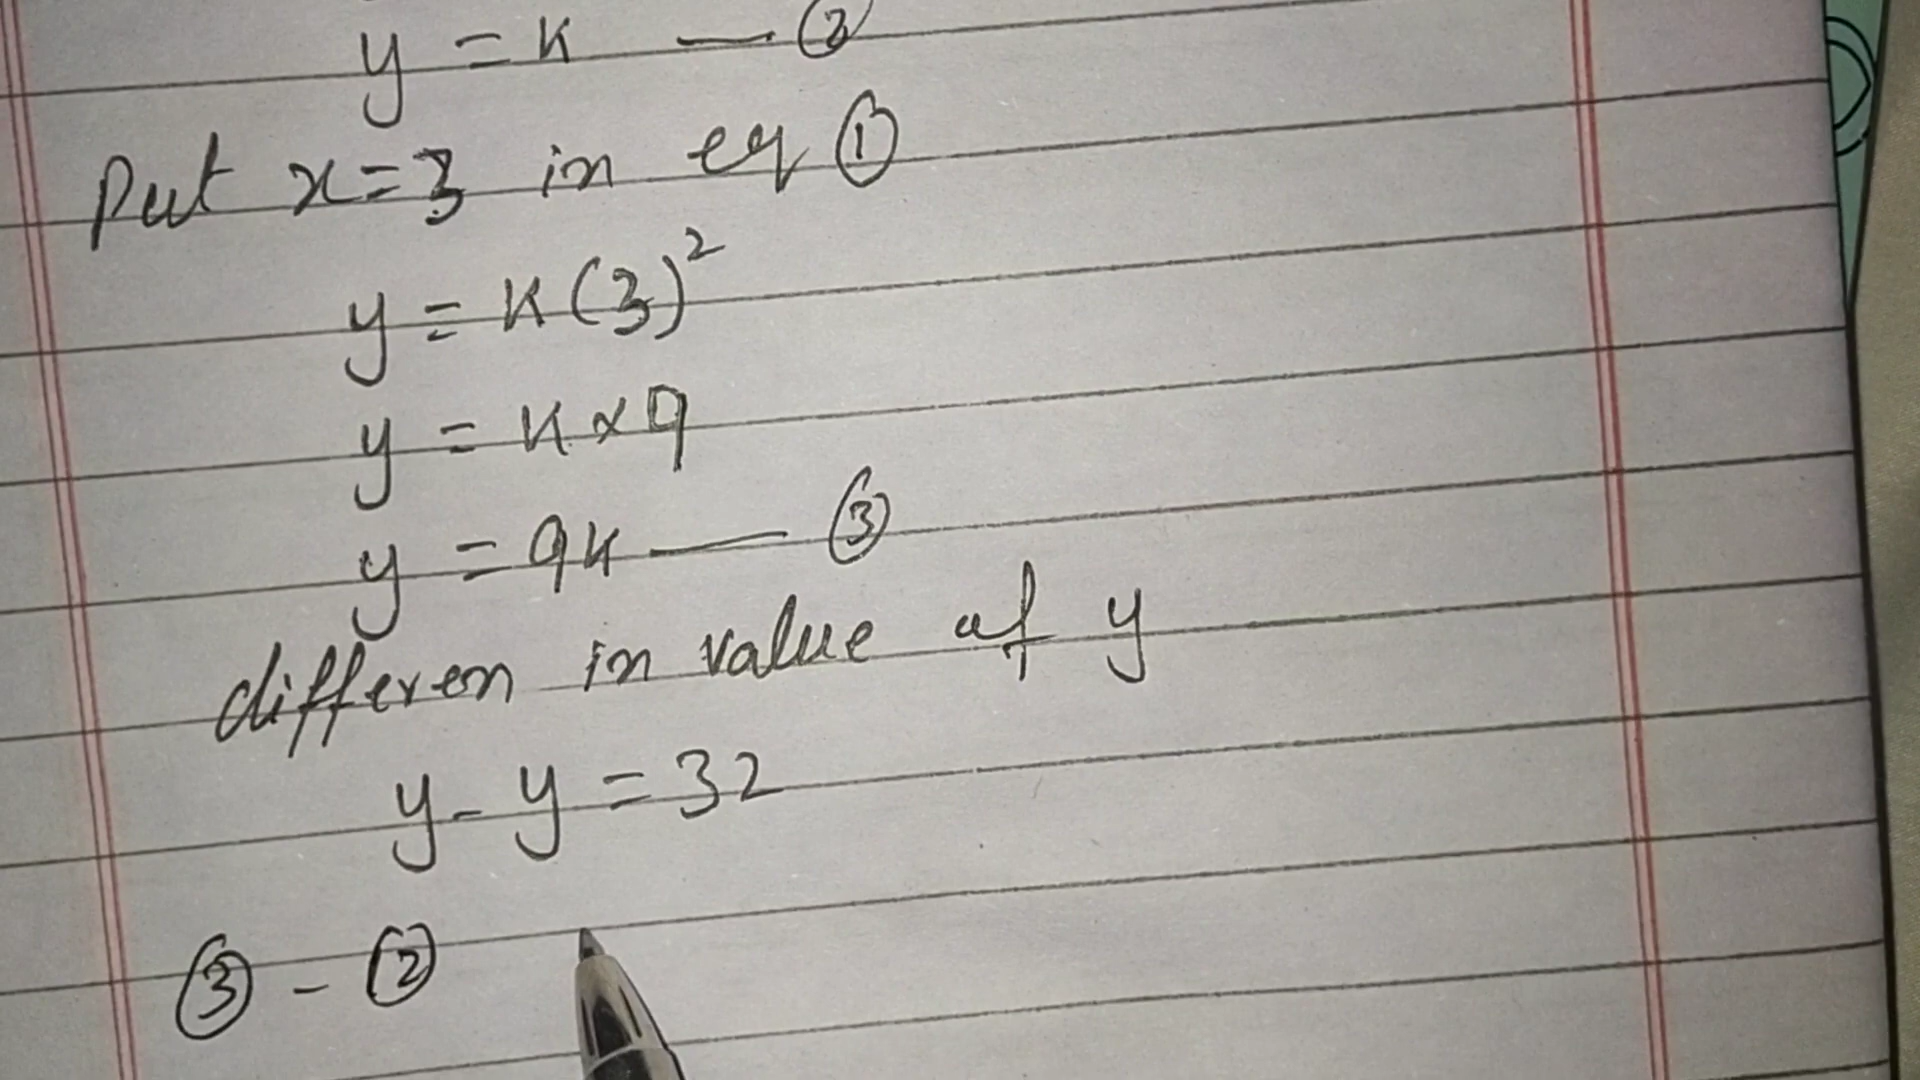 y = k — ②
Put x=3 in eq ①
y = k(3)²
y = k×9
y = 9k — ③
differen in value of y
y - y = 32
③ - ②